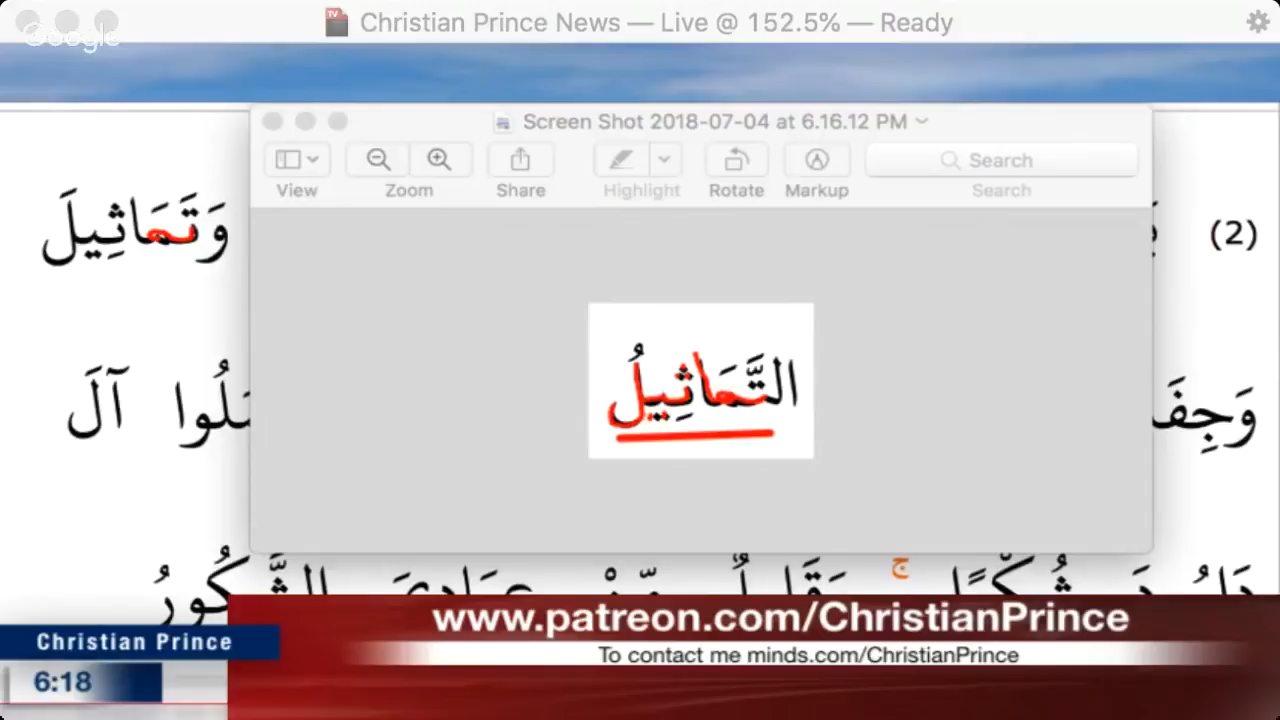 Christian Prince News — Live @ 152.5% — Ready
Google
Screen Shot 2018-07-04 at 6.16.12 PM
View
Zoom
Share
Highlight
Rotate
Markup
Search
Search
(2)
وَتَمَاثِيلَ
التَّمَاثِيلُ
وَجِفَ
لُوا آلَ
شُكْرًا ۚ وَقَلِيلٌ مِّنْ عِبَادِيَ الشَّكُورُ
www.patreon.com/ChristianPrince
To contact me minds.com/ChristianPrince
Christian Prince
6:18